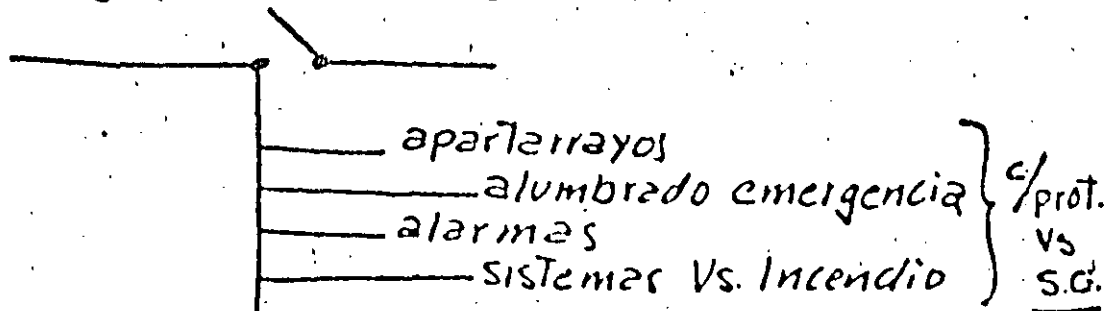 apartarrayos
alumbrado emergencia
alarmas
sistemas Vs. Incendio
c/prot.
Vs
S.C.